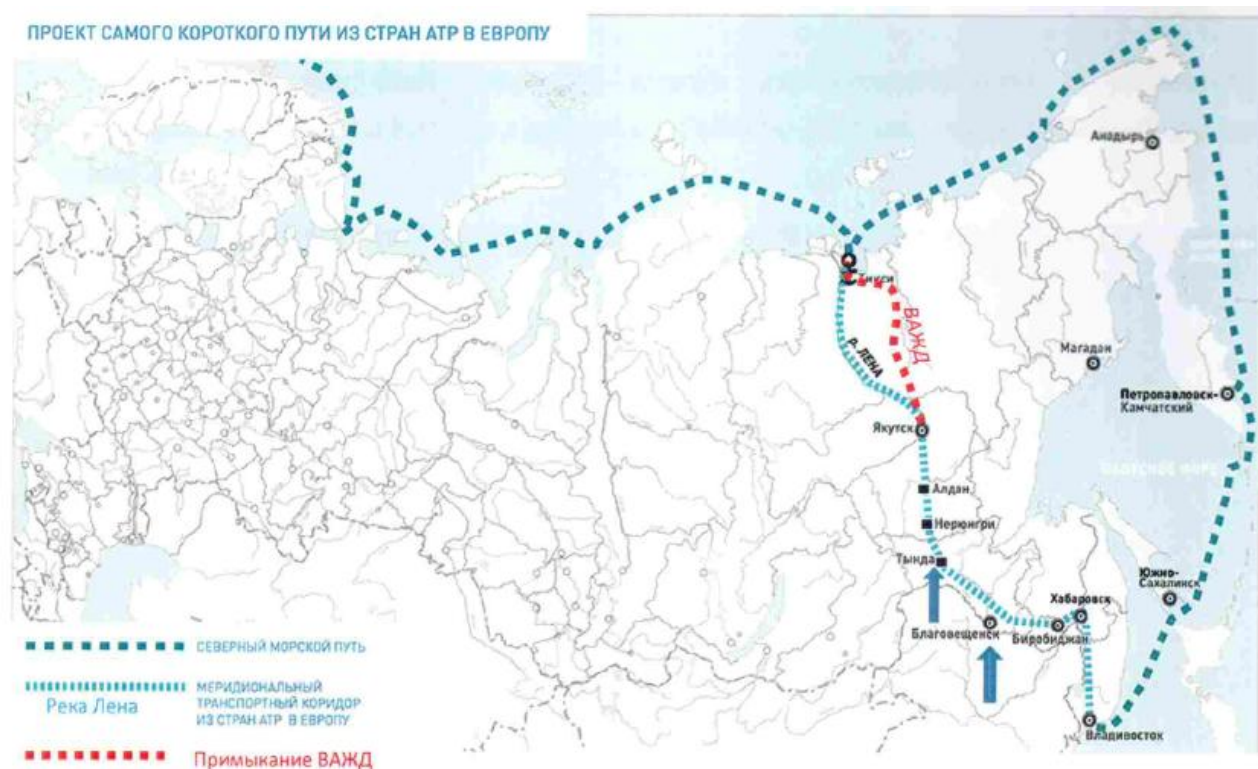 ПРОЕКТ САМОГО КОРОТКОГО ПУТИ ИЗ СТРАН АТР В ЕВРОПУ
Анадырь
Тикси
ВАЖД
р. ЛЕНА
Магадан
Петропавловск-
Камчатский
Якутск
ОХОТСКОЕ МОРЕ
Алдан
Нерюнгри
Тында
Южно-
Сахалинск
Хабаровск
Благовещенск
Биробиджан
Владивосток
СЕВЕРНЫЙ МОРСКОЙ ПУТЬ
Река Лена
МЕРИДИОНАЛЬНЫЙ
ТРАНСПОРТНЫЙ КОРИДОР
ИЗ СТРАН АТР В ЕВРОПУ
Примыкание ВАЖД